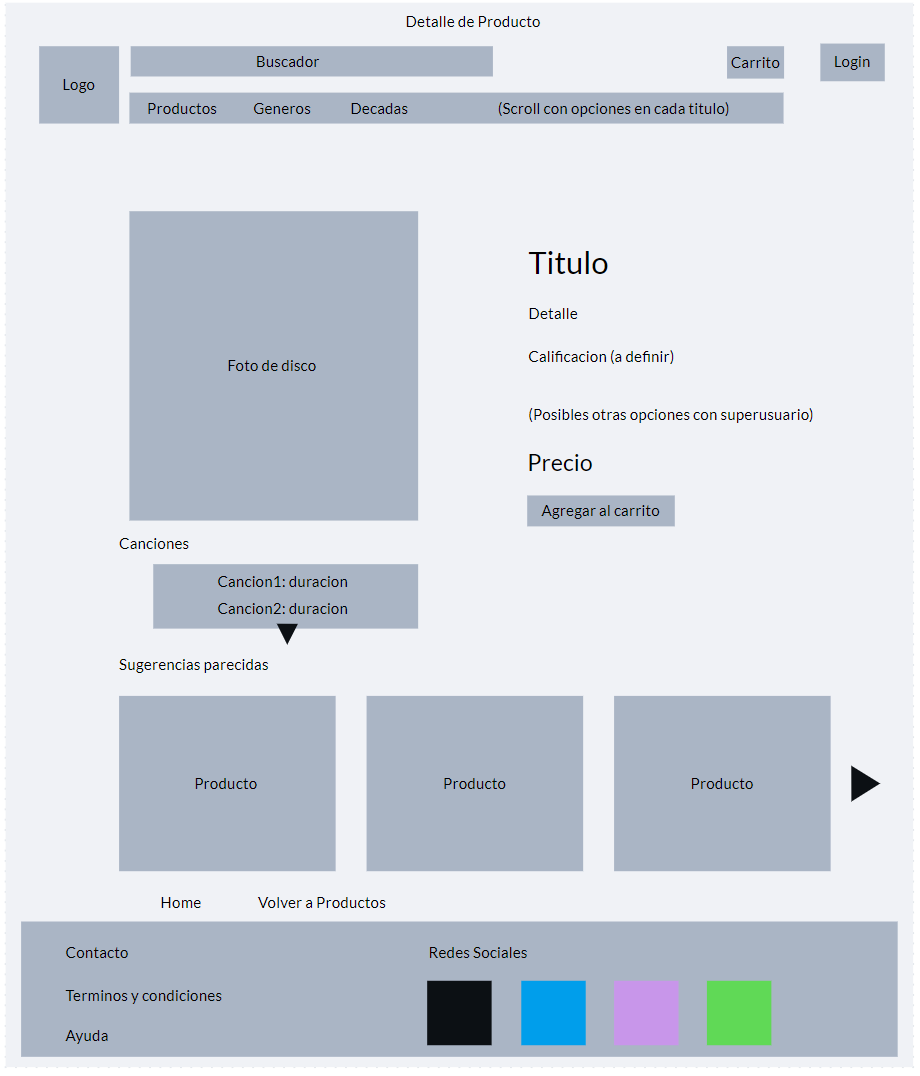 Detalle de Producto
Logo
Buscador
Carrito
Login
Productos Generos Decadas (Scroll con opciones en cada titulo)
Foto de disco
Titulo
Detalle
Calificacion (a definir)
(Posibles otras opciones con superusuario)
Precio
Agregar al carrito
Canciones
Cancion1: duracion
Cancion2: duracion
Sugerencias parecidas
Producto Producto Producto
Home Volver a Productos
Contacto
Terminos y condiciones
Ayuda
Redes Sociales